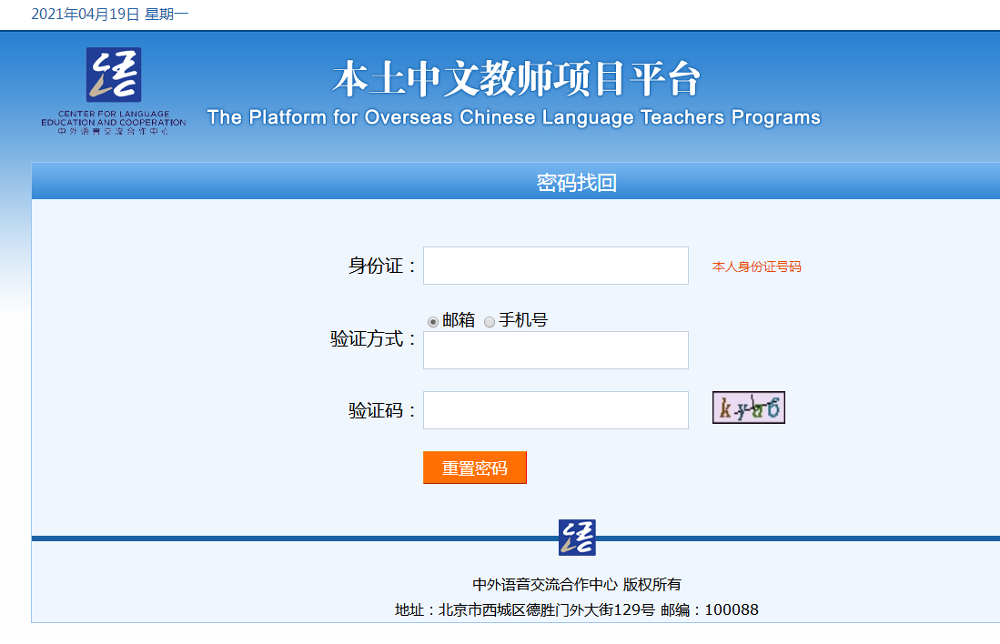 2021年04月19日 星期一
语
CENTER FOR LANGUAGE
EDUCATION AND COOPERATION
中外语言交流合作中心
本土中文教师项目平台
The Platform for Overseas Chinese Language Teachers Programs
密码找回
身份证：
本人身份证号码
邮箱 手机号
验证方式：
验证码：
重置密码
语
中外语音交流合作中心 版权所有
地址：北京市西城区德胜门外大街129号 邮编：100088